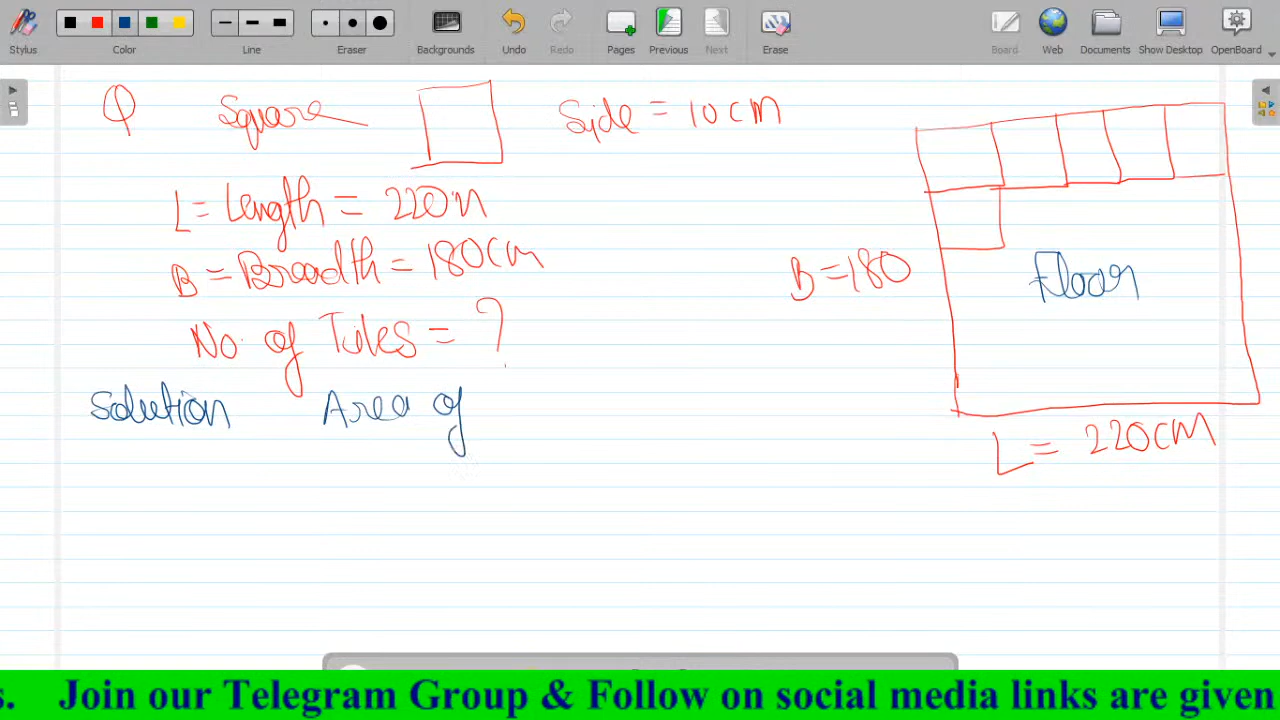 Stylus Color Line Eraser Backgrounds Undo Redo Pages Previous Next Erase Board Web Documents Show Desktop OpenBoard
Q Square Side = 10 cm
L = Length = 220 m
B = Breadth = 180 cm
No. of Tiles = ?
B = 180
Floor
L = 220 cm
Solution Area of
s. Join our Telegram Group & Follow on social media links are given